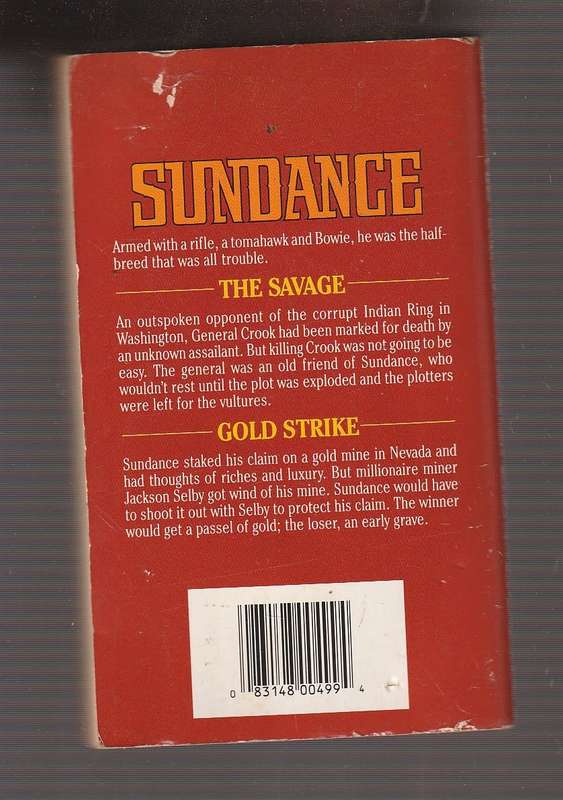 SUNDANCE
Armed with a rifle, a tomahawk and Bowie, he was the half-
breed that was all trouble.
THE SAVAGE
An outspoken opponent of the corrupt Indian Ring in
Washington, General Crook had been marked for death by
an unknown assailant. But killing Crook was not going to be
easy. The general was an old friend of Sundance, who
wouldn't rest until the plot was exploded and the plotters
were left for the vultures.
GOLD STRIKE
Sundance staked his claim on a gold mine in Nevada and
had thoughts of riches and luxury. But millionaire miner
Jackson Selby got wind of his mine. Sundance would have
to shoot it out with Selby to protect his claim. The winner
would get a passel of gold; the loser, an early grave.
0 83148 00499 4